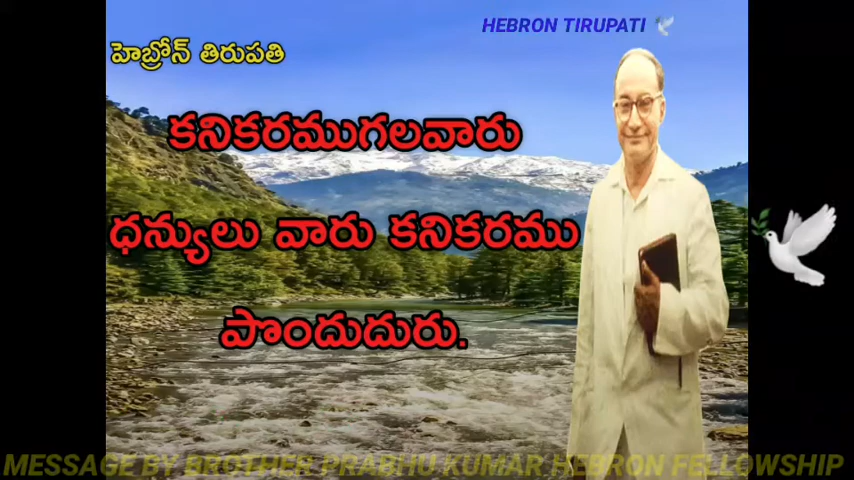 HEBRON TIRUPATI
హెబ్రోన్ తిరుపతి
కనికరముగలవారు
ధన్యులు వారు కనికరము
పొందుదురు.
MESSAGE BY BROTHER PRABHU KUMAR HEBRON FELLOWSHIP